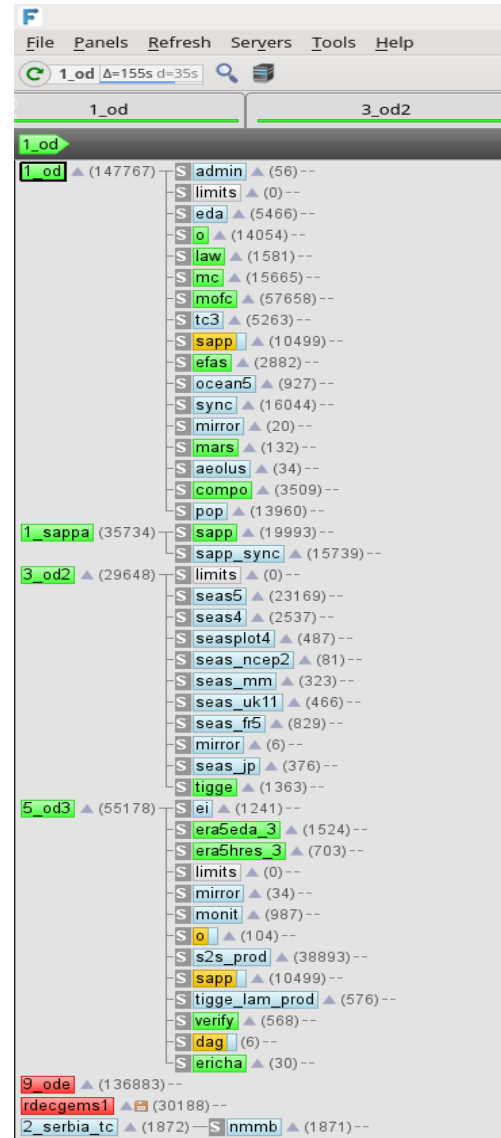 F
File Panels Refresh Servers Tools Help
1_od Δ=155s d=35s
1_od 3_od2
1_od
1_od (147767) S admin (56)--
S limits (0)--
S eda (5466)--
S o (14054)--
S law (1581)--
S mc (15665)--
S mofc (57658)--
S tc3 (5263)--
S sapp (10499)--
S efas (2882)--
S ocean5 (927)--
S sync (16044)--
S mirror (20)--
S mars (132)--
S aeolus (34)--
S compo (3509)--
S pop (13960)--
1_sappa (35734) S sapp (19993)--
S sapp_sync (15739)--
3_od2 (29648) S limits (0)--
S seas5 (23169)--
S seas4 (2537)--
S seasplot4 (487)--
S seas_ncep2 (81)--
S seas_mm (323)--
S seas_uk11 (466)--
S seas_fr5 (829)--
S mirror (6)--
S seas_jp (376)--
S tigge (1363)--
5_od3 (55178) S ei (1241)--
S era5eda_3 (1524)--
S era5hres_3 (703)--
S limits (0)--
S mirror (34)--
S monit (987)--
S o (104)--
S s2s_prod (38893)--
S sapp (10499)--
S tigge_lam_prod (576)--
S verify (568)--
S dag (6)--
S ericha (30)--
9_ode (136883)--
rdecgems1 (30188)--
2_serbia_tc (1872) S nmmb (1871)--